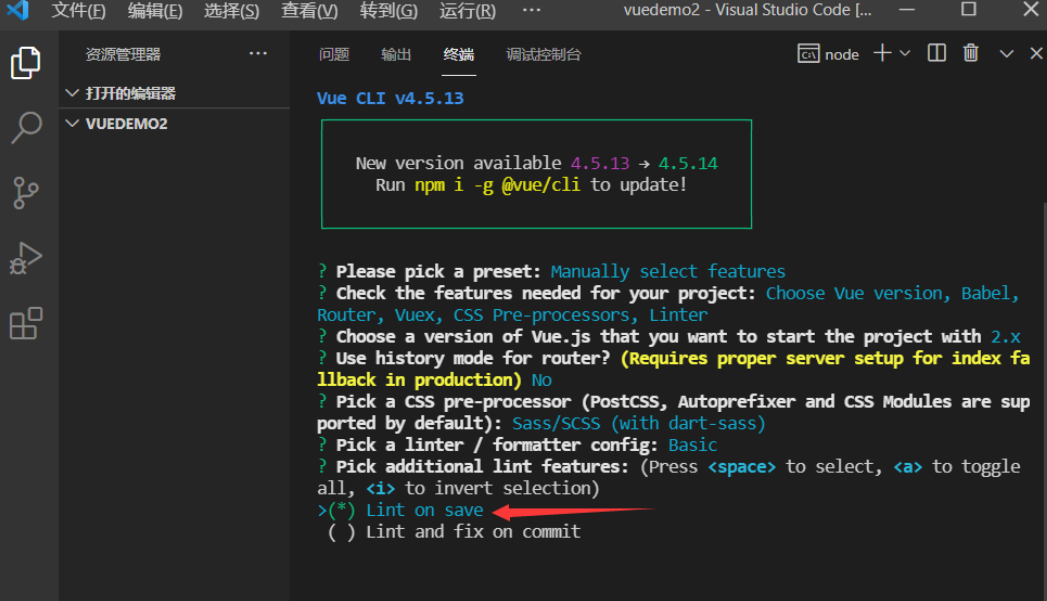 文件(F) 编辑(E) 选择(S) 查看(V) 转到(G) 运行(R) ··· vuedemo2 - Visual Studio Code [...
资源管理器 ···
打开的编辑器
VUEDEMO2
问题 输出 终端 调试控制台 node
Vue CLI v4.5.13
New version available 4.5.13 → 4.5.14
Run npm i -g @vue/cli to update!
? Please pick a preset: Manually select features
? Check the features needed for your project: Choose Vue version, Babel,
Router, Vuex, CSS Pre-processors, Linter
? Choose a version of Vue.js that you want to start the project with 2.x
? Use history mode for router? (Requires proper server setup for index fa
llback in production) No
? Pick a CSS pre-processor (PostCSS, Autoprefixer and CSS Modules are sup
ported by default): Sass/SCSS (with dart-sass)
? Pick a linter / formatter config: Basic
? Pick additional lint features: (Press <space> to select, <a> to toggle
all, <i> to invert selection)
>(*) Lint on save
( ) Lint and fix on commit